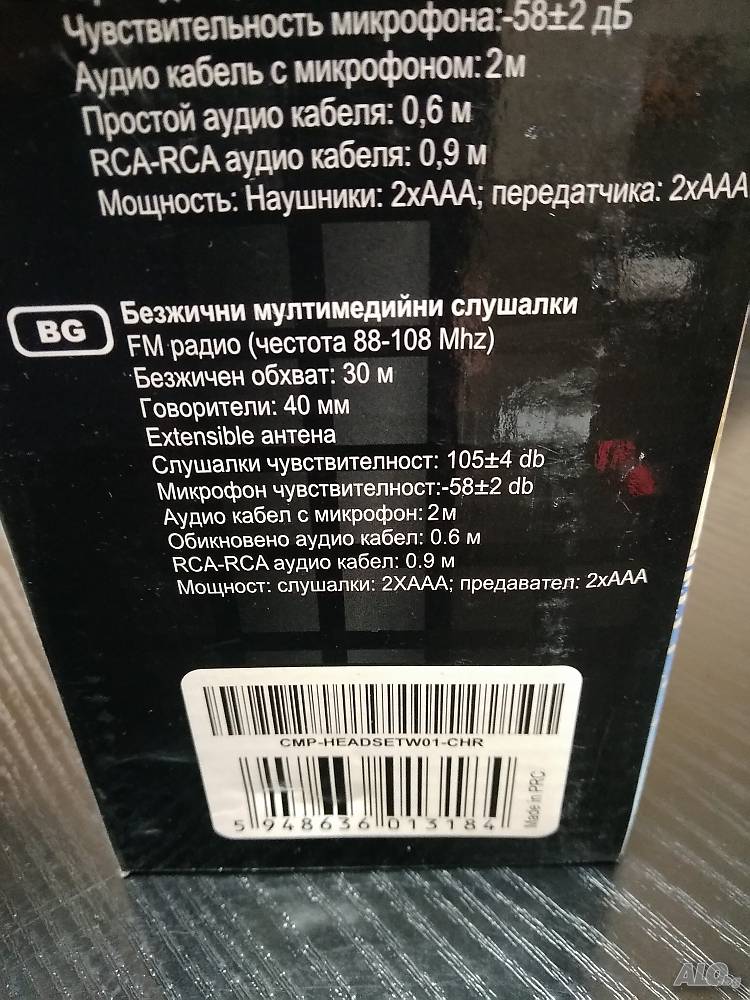 Чувствительность микрофона:-58±2 дБ
Аудио кабель с микрофоном: 2м
Простой аудио кабеля: 0,6 м
RCA-RCA аудио кабеля: 0,9 м
Мощность: Наушники: 2xAAA; передатчика: 2xAAA
BG
Безжични мултимедийни слушалки
FM радио (честота 88-108 Mhz)
Безжичен обхват: 30 м
Говорители: 40 мм
Extensible антена
Слушалки чувствителност: 105±4 db
Микрофон чувствителност:-58±2 db
Аудио кабел с микрофон: 2м
Обикновено аудио кабел: 0.6 м
RCA-RCA аудио кабел: 0.9 м
Мощност: слушалки: 2XAAA; предавател: 2xAAA
CMP-HEADSETW01-CHR
Made in PRC
5 948636 013184
ALO.bg